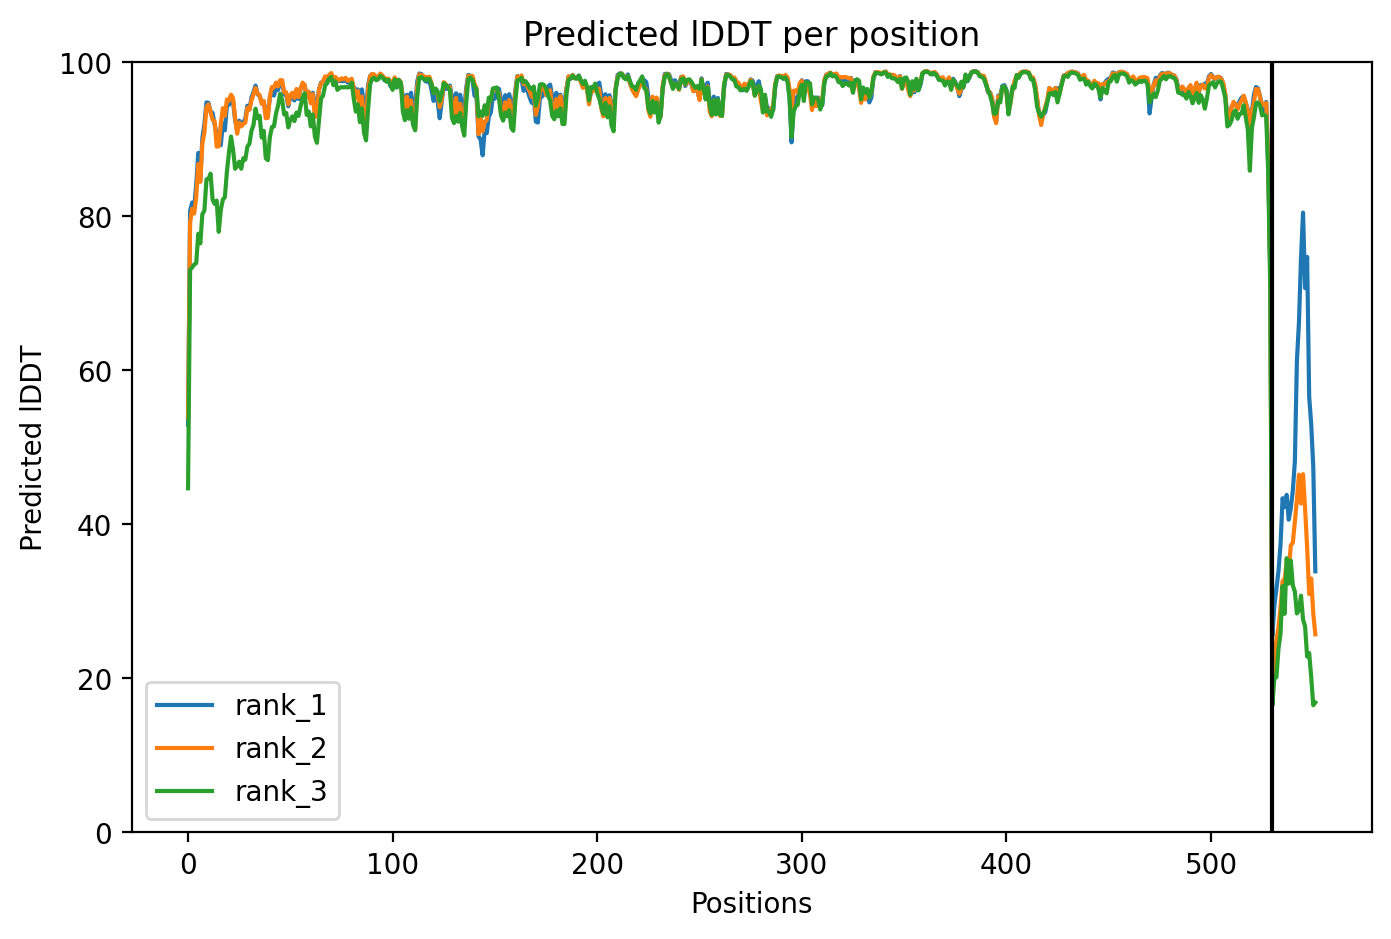 Predicted lDDT per position
100
80
60
40
20
0
Predicted lDDT
rank_1
rank_2
rank_3
0 100 200 300 400 500
Positions